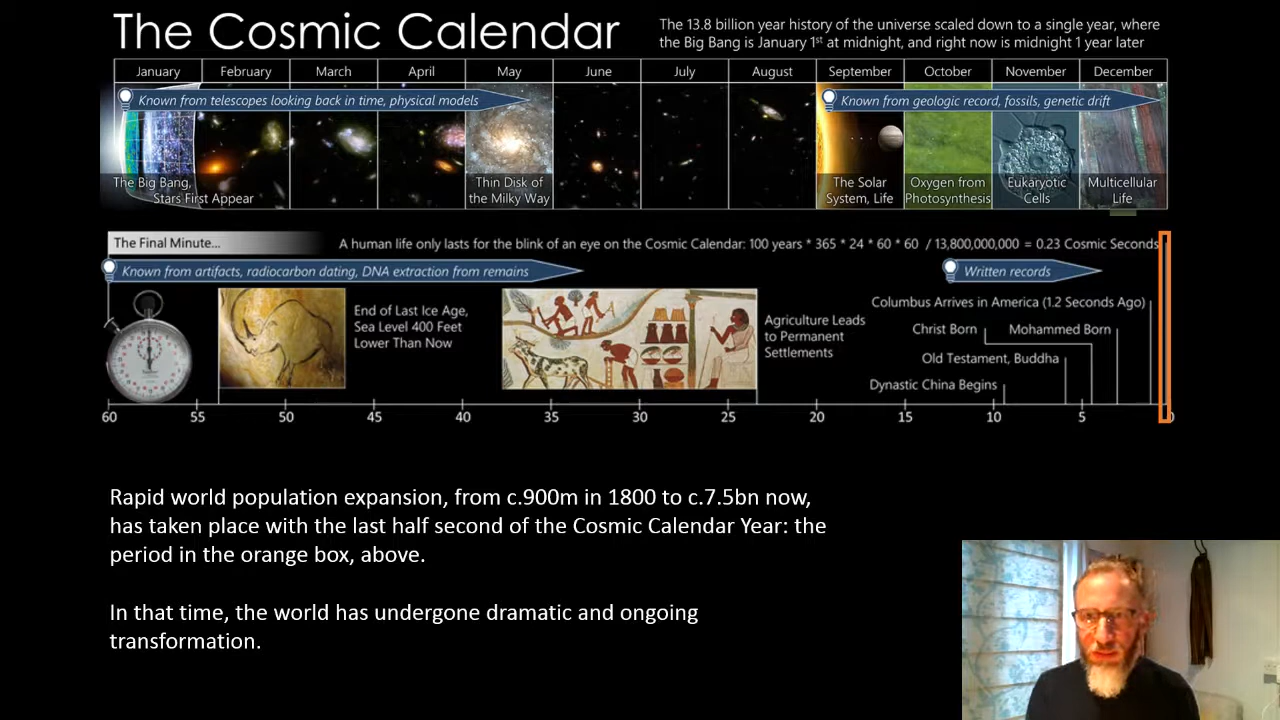 The Cosmic Calendar
The 13.8 billion year history of the universe scaled down to a single year, where
the Big Bang is January 1st at midnight, and right now is midnight 1 year later
January February March April May June July August September October November December
Known from telescopes looking back in time, physical models
Known from geologic record, fossils, genetic drift
The Big Bang,
Stars First Appear
Thin Disk of
the Milky Way
The Solar
System, Life
Oxygen from
Photosynthesis
Eukaryotic
Cells
Multicellular
Life
The Final Minute...
A human life only lasts for the blink of an eye on the Cosmic Calendar: 100 years * 365 * 24 * 60 * 60 / 13,800,000,000 = 0.23 Cosmic Seconds
Known from artifacts, radiocarbon dating, DNA extraction from remains
Written records
End of Last Ice Age,
Sea Level 400 Feet
Lower Than Now
Agriculture Leads
to Permanent
Settlements
Columbus Arrives in America (1.2 Seconds Ago)
Christ Born
Mohammed Born
Old Testament, Buddha
Dynastic China Begins
60 55 50 45 40 35 30 25 20 15 10 5 0
Rapid world population expansion, from c.900m in 1800 to c.7.5bn now,
has taken place with the last half second of the Cosmic Calendar Year: the
period in the orange box, above.
In that time, the world has undergone dramatic and ongoing
transformation.